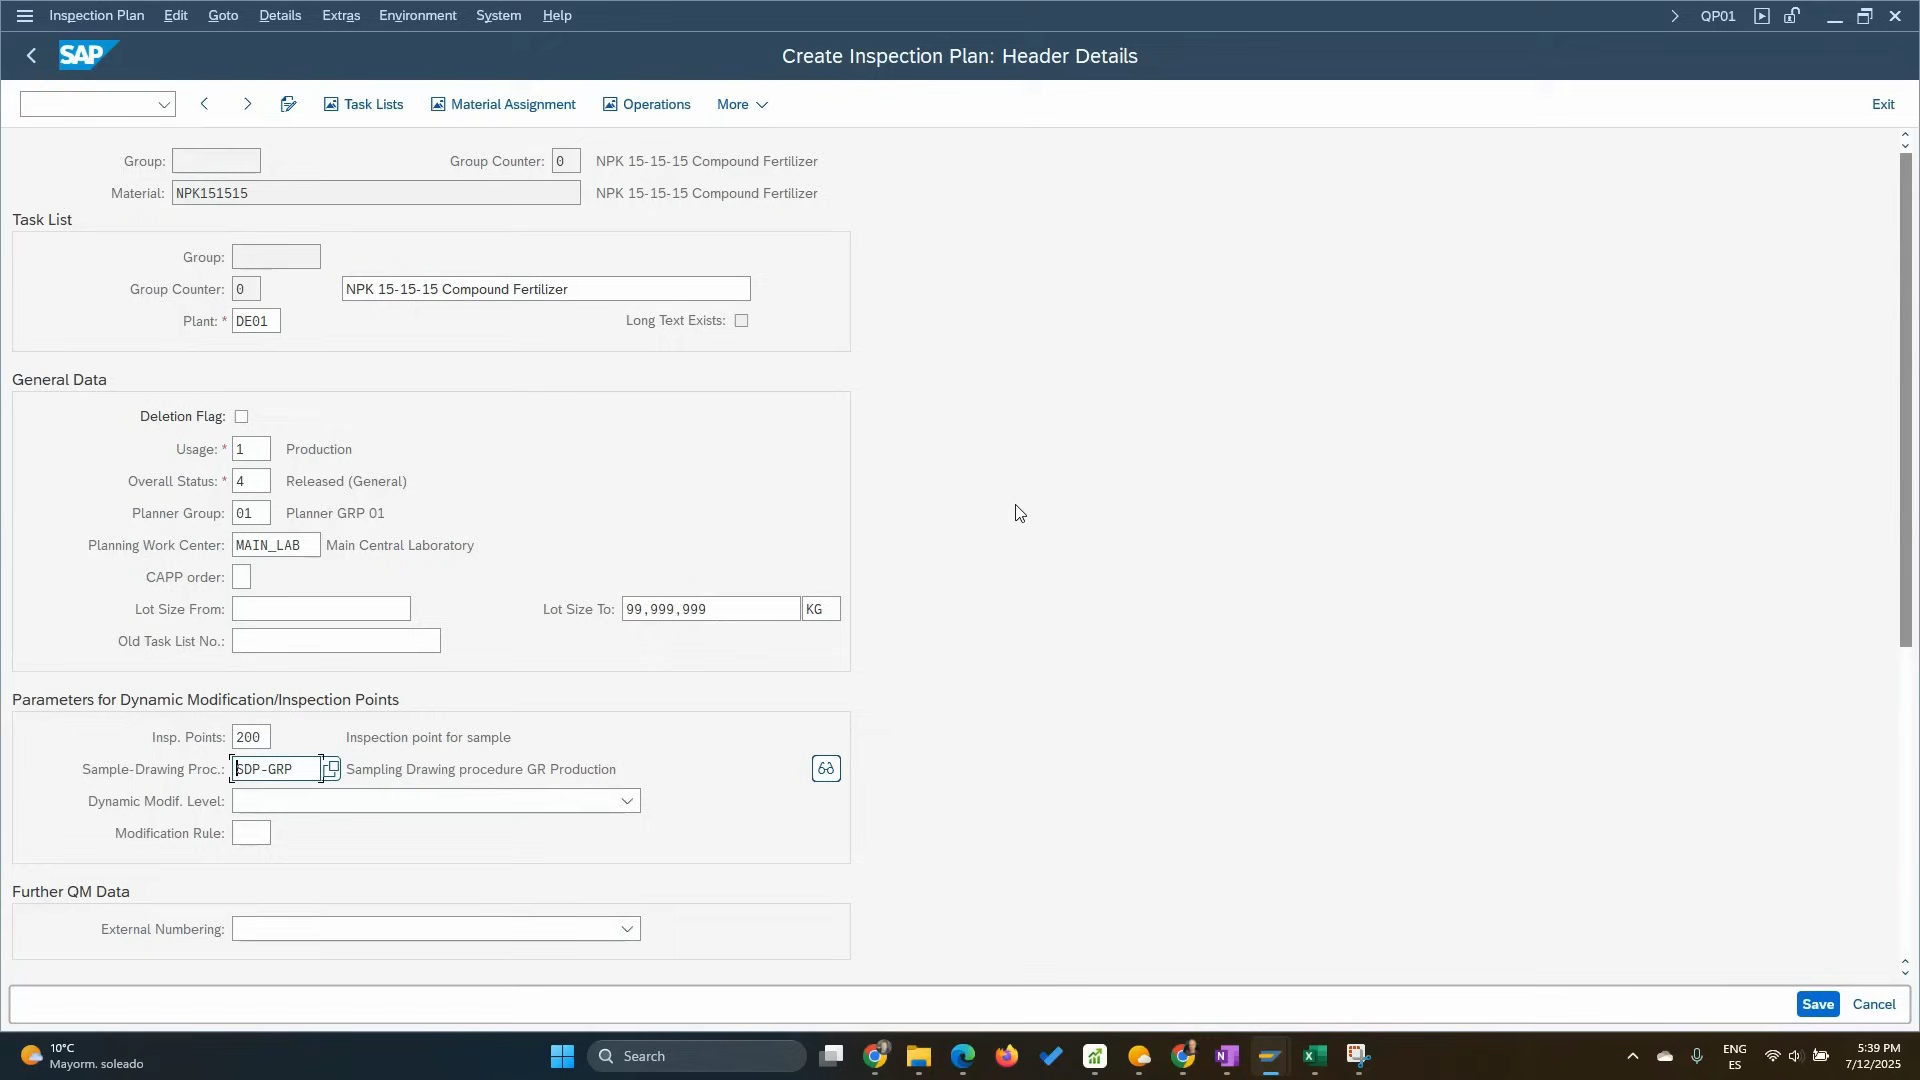 Inspection Plan Edit Goto Details Extras Environment System Help QP01
SAP Create Inspection Plan: Header Details
Task Lists Material Assignment Operations More Exit
Group: Group Counter: 0 NPK 15-15-15 Compound Fertilizer
Material: NPK151515 NPK 15-15-15 Compound Fertilizer
Task List
Group:
Group Counter: 0 NPK 15-15-15 Compound Fertilizer
Plant: * DE01 Long Text Exists:
General Data
Deletion Flag:
Usage: * 1 Production
Overall Status: * 4 Released (General)
Planner Group: 01 Planner GRP 01
Planning Work Center: MAIN_LAB Main Central Laboratory
CAPP order:
Lot Size From: Lot Size To: 99,999,999 KG
Old Task List No.:
Parameters for Dynamic Modification/Inspection Points
Insp. Points: 200 Inspection point for sample
Sample-Drawing Proc.: SDP-GRP Sampling Drawing procedure GR Production
Dynamic Modif. Level:
Modification Rule:
Further QM Data
External Numbering:
Save Cancel
10°C
Mayorm. soleado
Search
ENG
ES
5:39 PM
7/12/2025